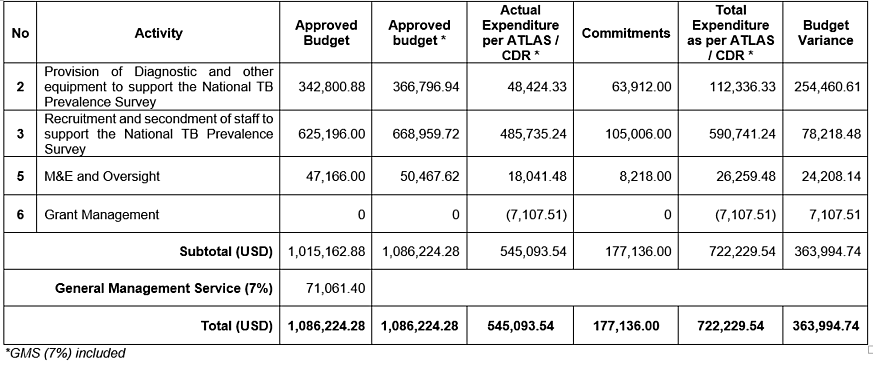 No Activity Approved Budget Approved budget * Actual Expenditure per ATLAS / CDR * Commitments Total Expenditure as per ATLAS / CDR * Budget Variance
2 Provision of Diagnostic and other equipment to support the National TB Prevalence Survey 342,800.88 366,796.94 48,424.33 63,912.00 112,336.33 254,460.61
3 Recruitment and secondment of staff to support the National TB Prevalence Survey 625,196.00 668,959.72 485,735.24 105,006.00 590,741.24 78,218.48
5 M&E and Oversight 47,166.00 50,467.62 18,041.48 8,218.00 26,259.48 24,208.14
6 Grant Management 0 0 (7,107.51) 0 (7,107.51) 7,107.51
Subtotal (USD) 1,015,162.88 1,086,224.28 545,093.54 177,136.00 722,229.54 363,994.74
General Management Service (7%) 71,061.40
Total (USD) 1,086,224.28 1,086,224.28 545,093.54 177,136.00 722,229.54 363,994.74
*GMS (7%) included